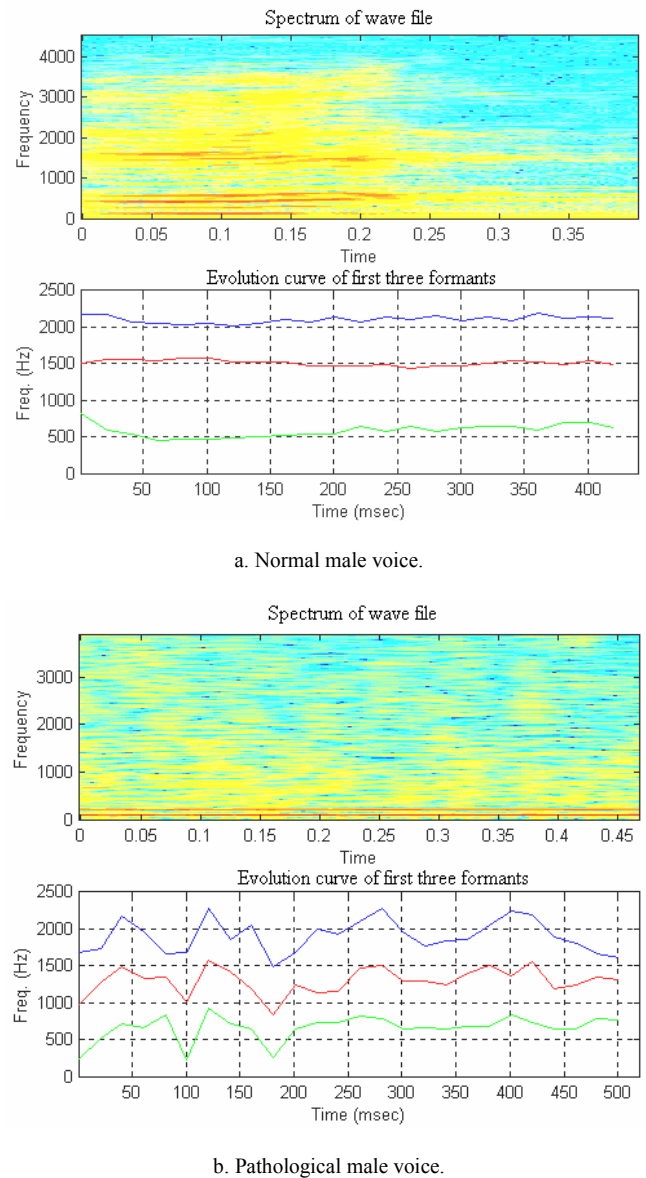 Spectrum of wave file
Frequency
4000
3000
2000
1000
0
0 0.05 0.1 0.15 0.2 0.25 0.3 0.35
Time
Evolution curve of first three formants
Freq. (Hz)
2500
2000
1500
1000
500
0
50 100 150 200 250 300 350 400
Time (msec)
a. Normal male voice.
Spectrum of wave file
Frequency
3000
2000
1000
0
0 0.05 0.1 0.15 0.2 0.25 0.3 0.35 0.4 0.45
Time
Evolution curve of first three formants
Freq. (Hz)
2500
2000
1500
1000
500
0
50 100 150 200 250 300 350 400 450 500
Time (msec)
b. Pathological male voice.